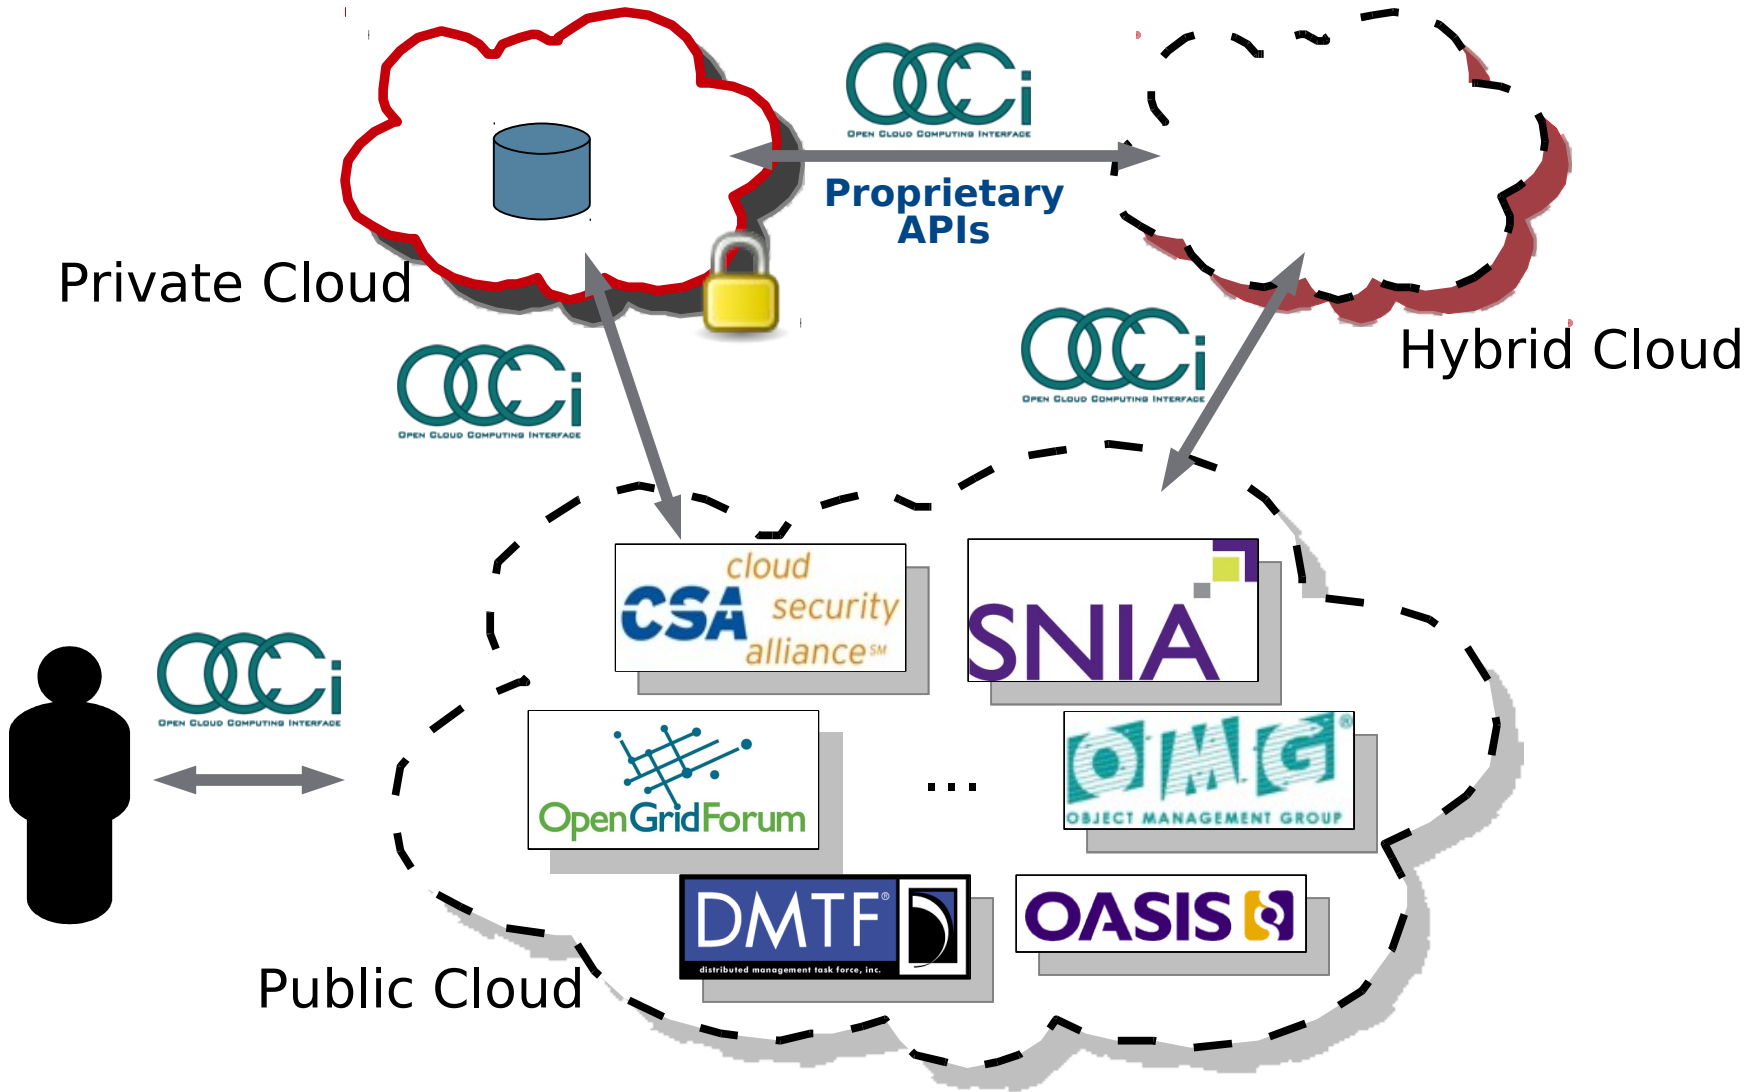 OCCi
OPEN CLOUD COMPUTING INTERFACE
Proprietary
APIs
Private Cloud
Hybrid Cloud
OCCi
OPEN CLOUD COMPUTING INTERFACE
OCCi
OPEN CLOUD COMPUTING INTERFACE
cloud
CSA security
alliance℠
SNIA
OCCi
OPEN CLOUD COMPUTING INTERFACE
OpenGridForum
...
OMG®
OBJECT MANAGEMENT GROUP
DMTF®
distributed management task force, inc.
OASIS
Public Cloud